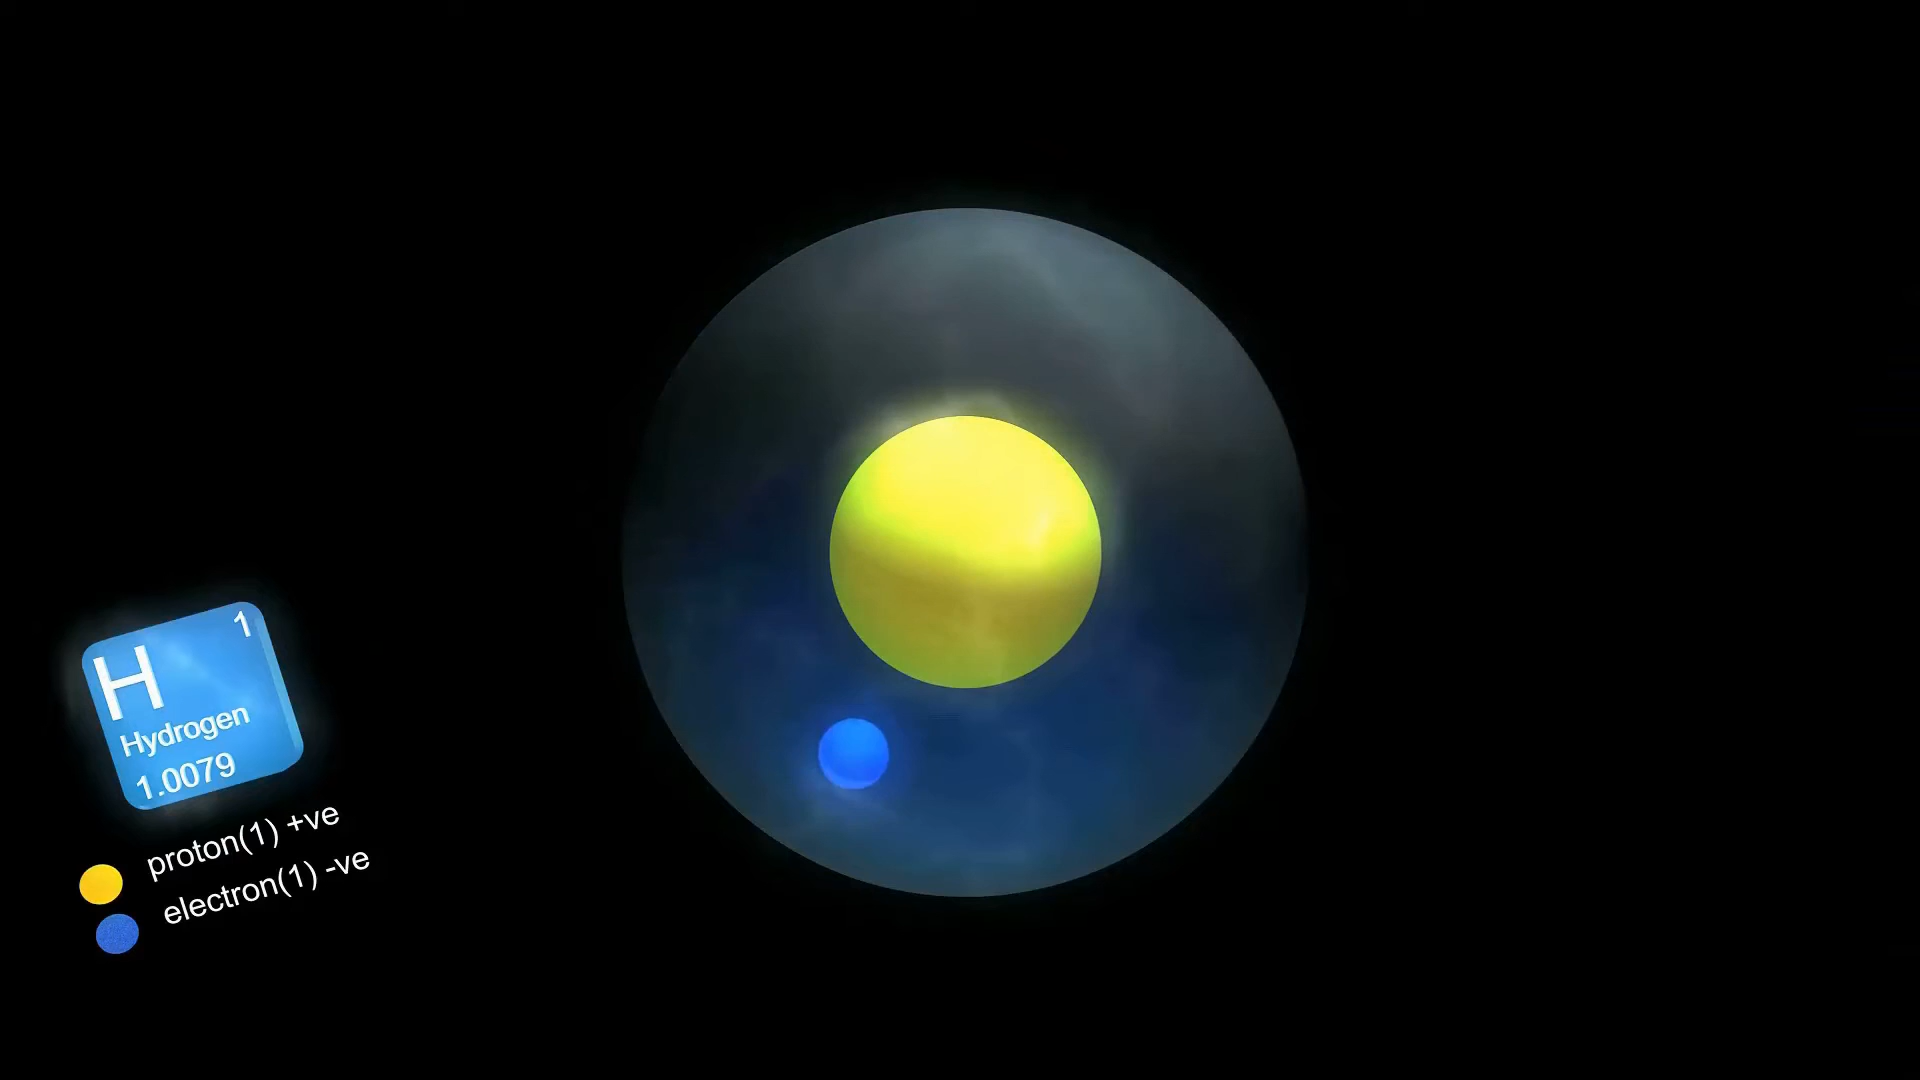 1
H
Hydrogen
1.0079
proton(1) +ve
electron(1) -ve